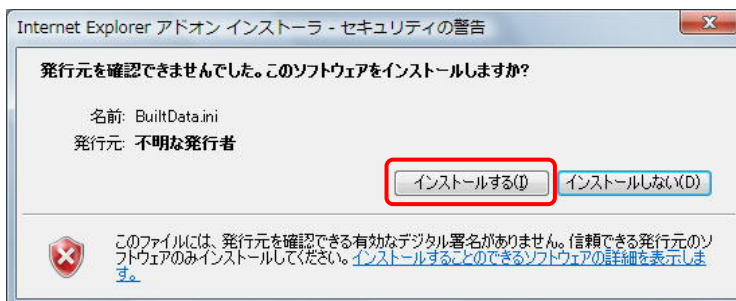 Internet Explorer アドオン インストーラ - セキュリティの警告
発行元を確認できませんでした。このソフトウェアをインストールしますか?
名前: BuiltData.ini
発行元: 不明な発行者
インストールする(I) インストールしない(D)
このファイルには、発行元を確認できる有効なデジタル署名がありません。信頼できる発行元のソ
フトウェアのみインストールしてください。インストールすることのできるソフトウェアの詳細を表示しま
す。